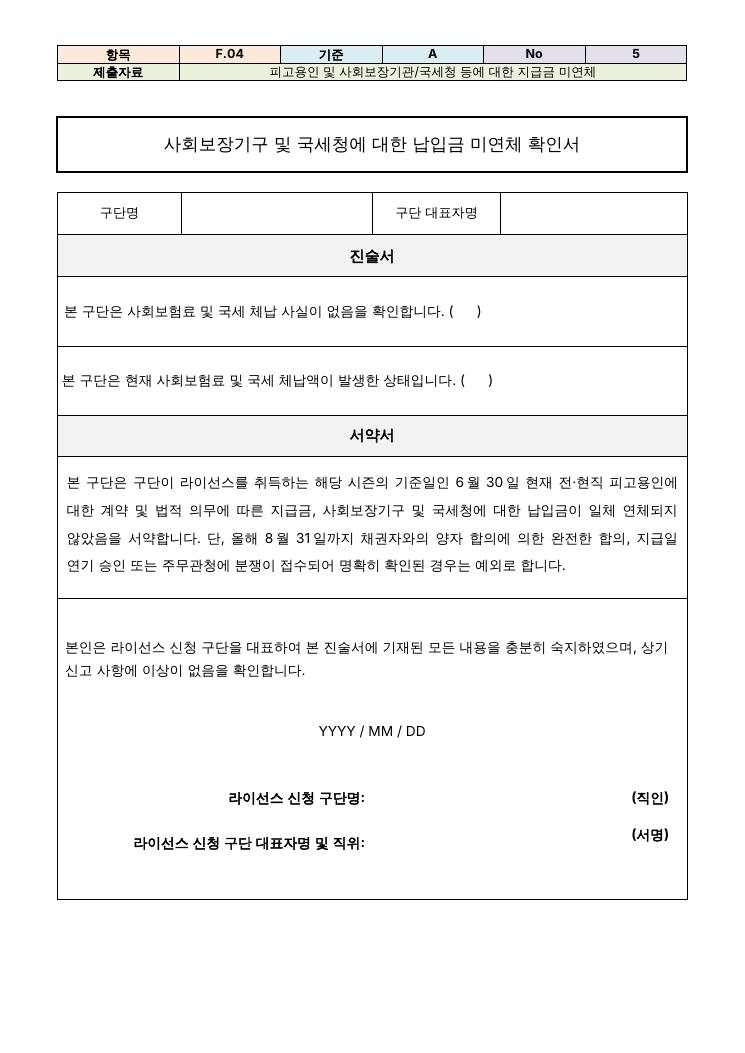 항목 F.04 기준 A No 5
제출자료 피고용인 및 사회보장기관/국세청 등에 대한 지급금 미연체
사회보장기구 및 국세청에 대한 납입금 미연체 확인서
구단명 구단 대표자명
진술서
본 구단은 사회보험료 및 국세 체납 사실이 없음을 확인합니다. ( )
본 구단은 현재 사회보험료 및 국세 체납액이 발생한 상태입니다. ( )
서약서
본 구단은 구단이 라이선스를 취득하는 해당 시즌의 기준일인 6월 30일 현재 전·현직 피고용인에
대한 계약 및 법적 의무에 따른 지급금, 사회보장기구 및 국세청에 대한 납입금이 일체 연체되지
않았음을 서약합니다. 단, 올해 8월 31일까지 채권자와의 양자 합의에 의한 완전한 합의, 지급일
연기 승인 또는 주무관청에 분쟁이 접수되어 명확히 확인된 경우는 예외로 합니다.
본인은 라이선스 신청 구단을 대표하여 본 진술서에 기재된 모든 내용을 충분히 숙지하였으며, 상기
신고 사항에 이상이 없음을 확인합니다.
YYYY / MM / DD
라이선스 신청 구단명: (직인)
라이선스 신청 구단 대표자명 및 직위: (서명)